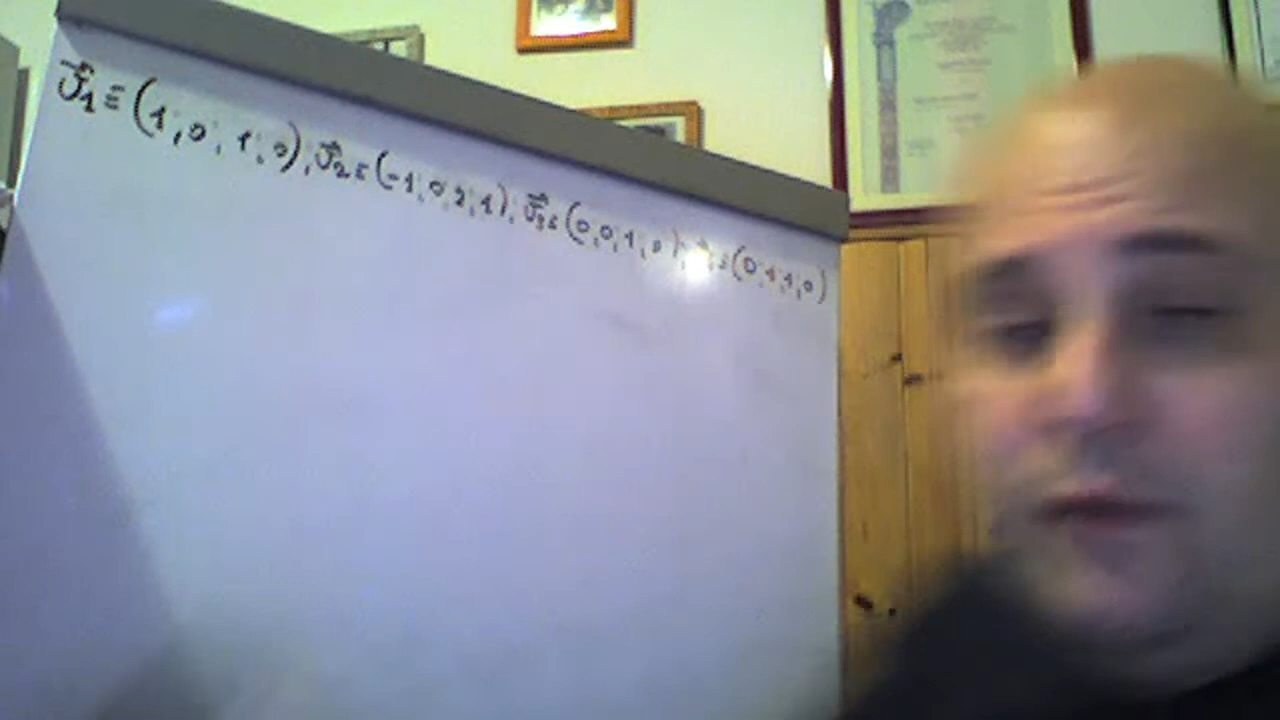 v⃗1 ≡ (1; 0; 1; 0), v⃗2 ≡ (-1; 0; 2; 1), v⃗3 ≡ (0; 0; 1; 0), ≡ (0; 1; 1; 0)